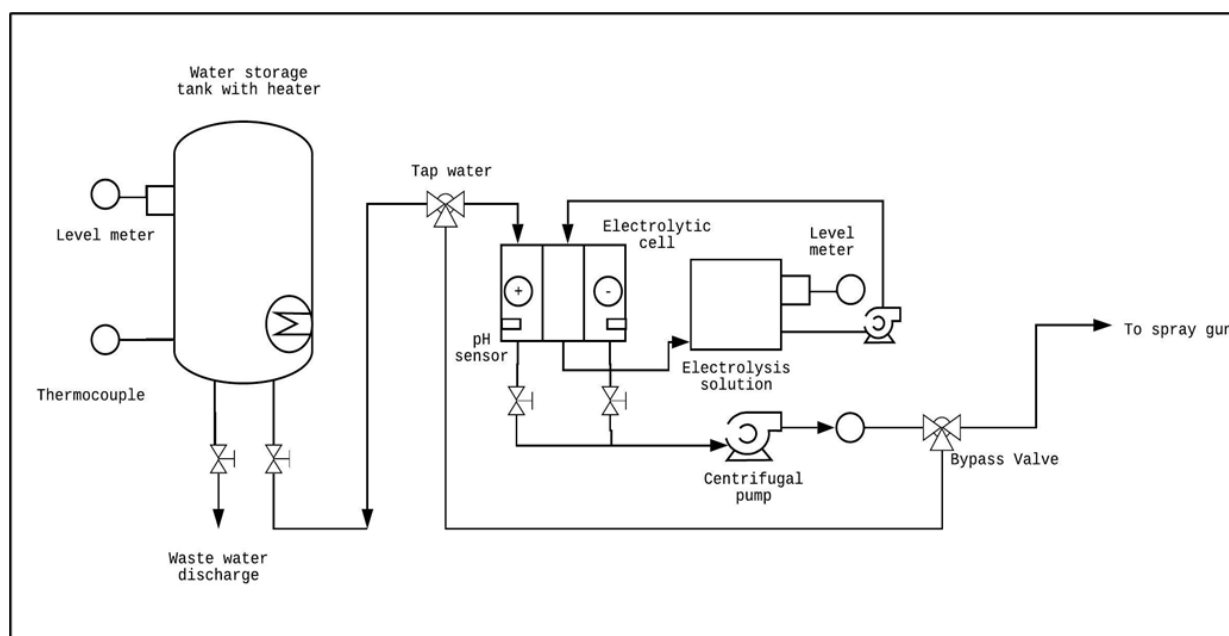 Water storage
tank with heater
Tap water
Level meter
Electrolytic
cell
Level
meter
+
-
pH
sensor
To spray gun
Thermocouple
Electrolysis
solution
Bypass Valve
Centrifugal
pump
Waste water
discharge